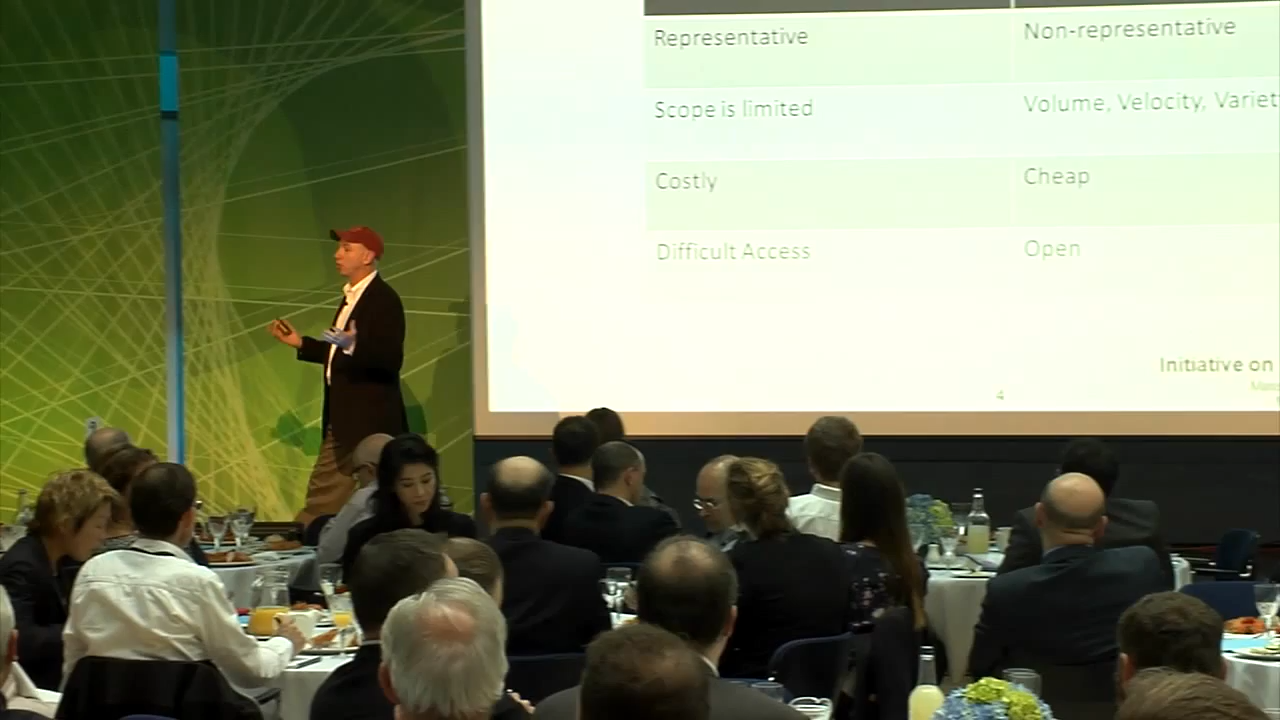 Representative Non-representative
Scope is limited Volume, Velocity, Variet
Costly Cheap
Difficult Access Open
Initiative on
4